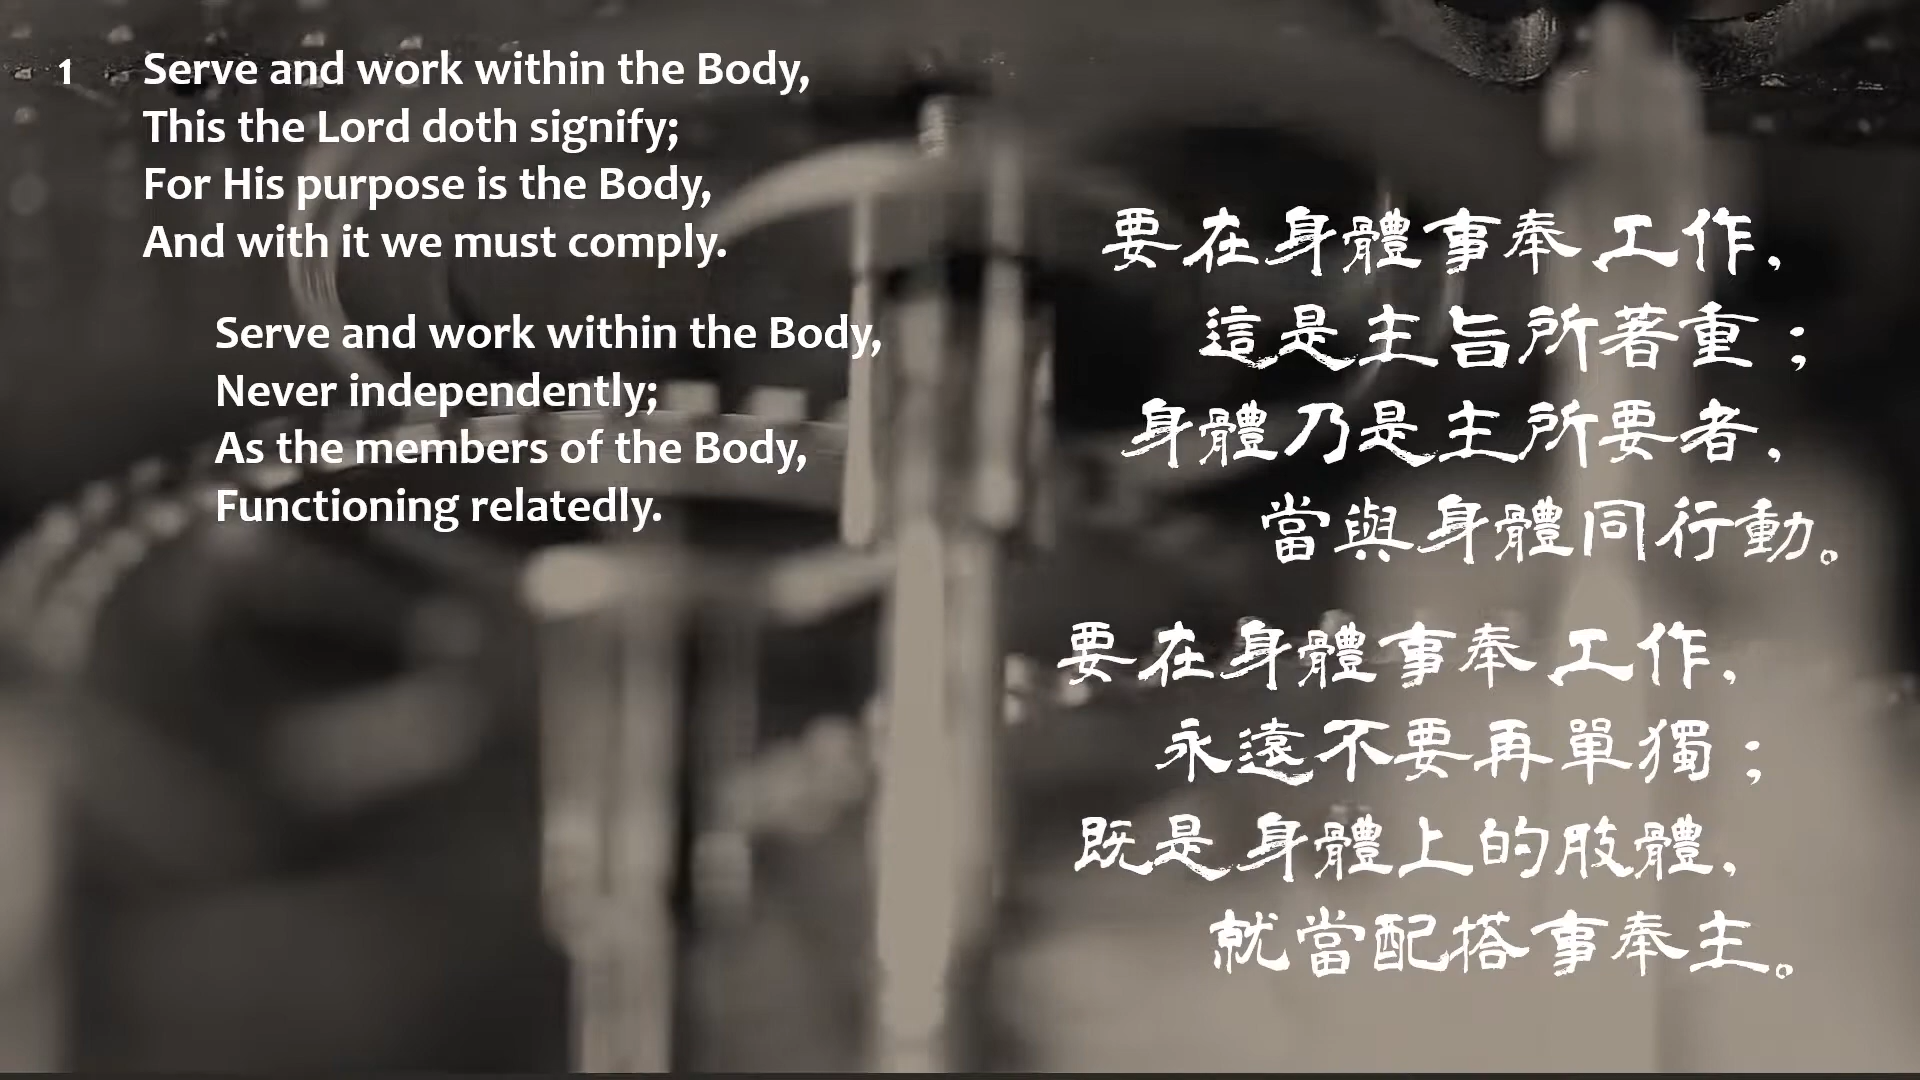 1 Serve and work within the Body,
This the Lord doth signify;
For His purpose is the Body,
And with it we must comply.
Serve and work within the Body,
Never independently;
As the members of the Body,
Functioning relatedly.
要在身體事奉工作，
這是主旨所著重；
身體乃是主所要者，
當與身體同行動。
要在身體事奉工作，
永遠不要再單獨；
既是身體上的肢體，
就當配搭事奉主。